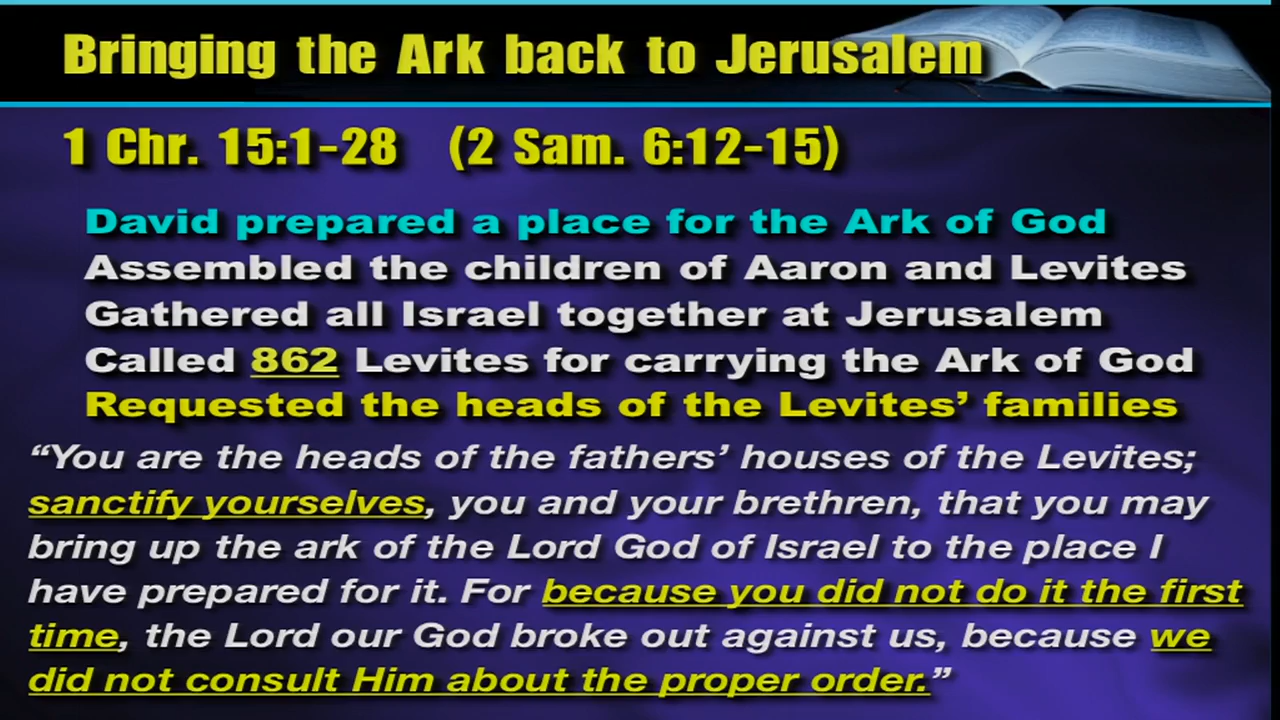 Bringing the Ark back to Jerusalem
1 Chr. 15:1-28 (2 Sam. 6:12-15)
David prepared a place for the Ark of God
Assembled the children of Aaron and Levites
Gathered all Israel together at Jerusalem
Called 862 Levites for carrying the Ark of God
Requested the heads of the Levites’ families
“You are the heads of the fathers’ houses of the Levites;
sanctify yourselves, you and your brethren, that you may
bring up the ark of the Lord God of Israel to the place I
have prepared for it. For because you did not do it the first
time, the Lord our God broke out against us, because we
did not consult Him about the proper order.”